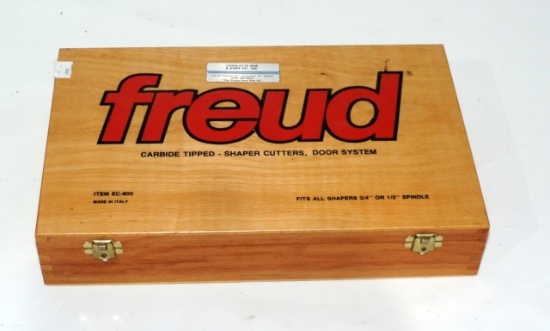 freud®
CARBIDE TIPPED - SHAPER CUTTERS, DOOR SYSTEM
ITEM EC-900
MADE IN ITALY
FITS ALL SHAPERS 3/4" OR 1/2" SPINDLE